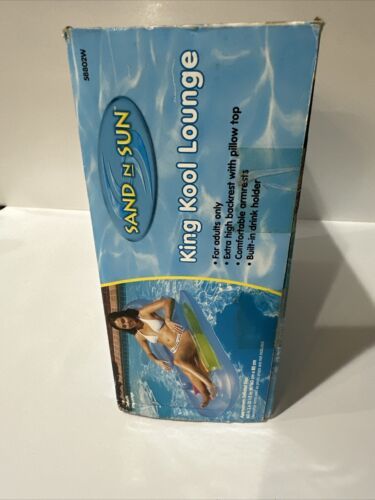 58802W
SAND N SUN
King Kool Lounge
• For adults only
• Extra high backrest with pillow top
• Comfortable armrests
• Built-in drink holder